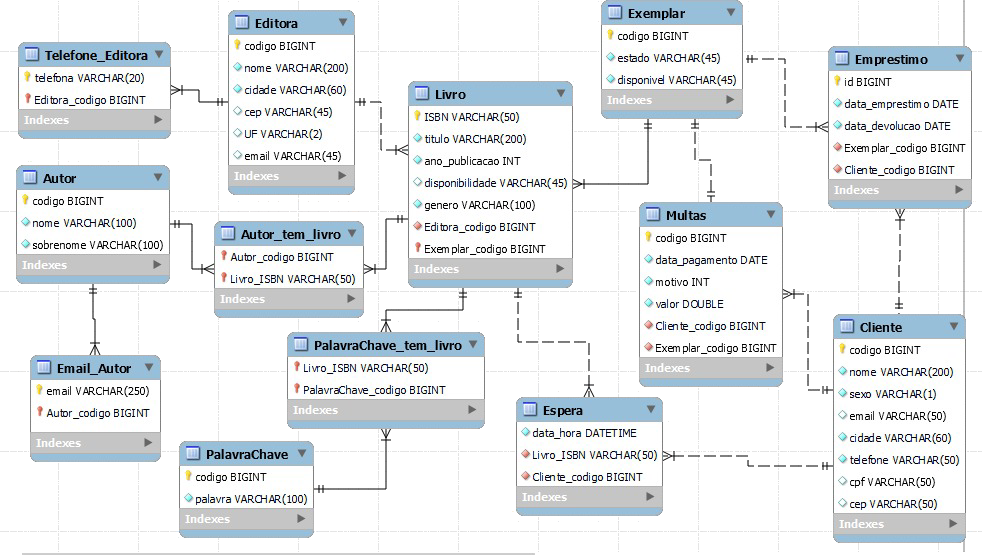 Editora
codigo BIGINT
nome VARCHAR(200)
cidade VARCHAR(60)
cep VARCHAR(45)
UF VARCHAR(2)
email VARCHAR(45)
Indexes
Exemplar
codigo BIGINT
estado VARCHAR(45)
disponivel VARCHAR(45)
Indexes
Telefone_Editora
telefona VARCHAR(20)
Editora_codigo BIGINT
Indexes
Emprestimo
id BIGINT
data_emprestimo DATE
data_devolucao DATE
Exemplar_codigo BIGINT
Cliente_codigo BIGINT
Indexes
Livro
ISBN VARCHAR(50)
titulo VARCHAR(200)
ano_publicacao INT
disponibilidade VARCHAR(45)
genero VARCHAR(100)
Editora_codigo BIGINT
Exemplar_codigo BIGINT
Indexes
Autor
codigo BIGINT
nome VARCHAR(100)
sobrenome VARCHAR(100)
Indexes
Autor_tem_livro
Autor_codigo BIGINT
Livro_ISBN VARCHAR(50)
Indexes
Multas
codigo BIGINT
data_pagamento DATE
motivo INT
valor DOUBLE
Cliente_codigo BIGINT
Exemplar_codigo BIGINT
Indexes
Cliente
codigo BIGINT
nome VARCHAR(200)
sexo VARCHAR(1)
email VARCHAR(50)
cidade VARCHAR(60)
telefone VARCHAR(50)
cpf VARCHAR(50)
cep VARCHAR(50)
Indexes
PalavraChave_tem_livro
Livro_ISBN VARCHAR(50)
PalavraChave_codigo BIGINT
Indexes
Email_Autor
email VARCHAR(250)
Autor_codigo BIGINT
Indexes
Espera
data_hora DATETIME
Livro_ISBN VARCHAR(50)
Cliente_codigo BIGINT
Indexes
PalavraChave
codigo BIGINT
palavra VARCHAR(100)
Indexes